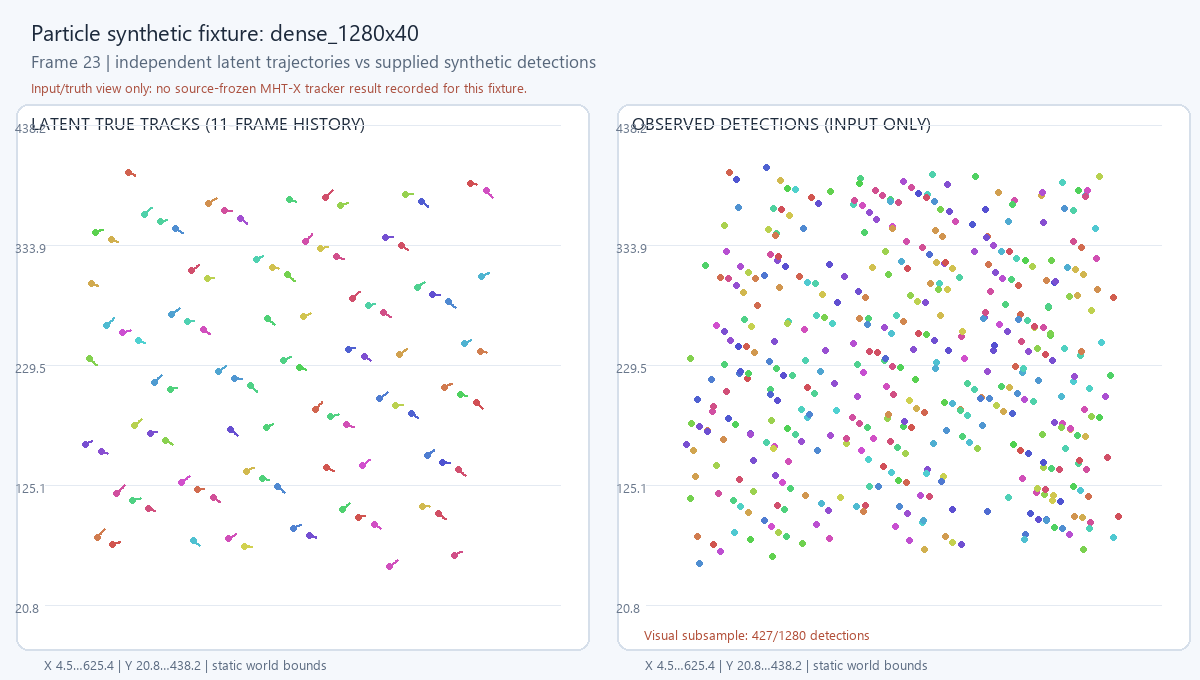 Particle synthetic fixture: dense_1280x40
Frame 23 | independent latent trajectories vs supplied synthetic detections
Input/truth view only: no source-frozen MHT-X tracker result recorded for this fixture.
LATENT TRUE TRACKS (11-FRAME HISTORY)
438.2
333.9
229.5
125.1
20.8
X 4.5...625.4 | Y 20.8...438.2 | static world bounds
OBSERVED DETECTIONS (INPUT ONLY)
438.2
333.9
229.5
125.1
20.8
Visual subsample: 427/1280 detections
X 4.5...625.4 | Y 20.8...438.2 | static world bounds